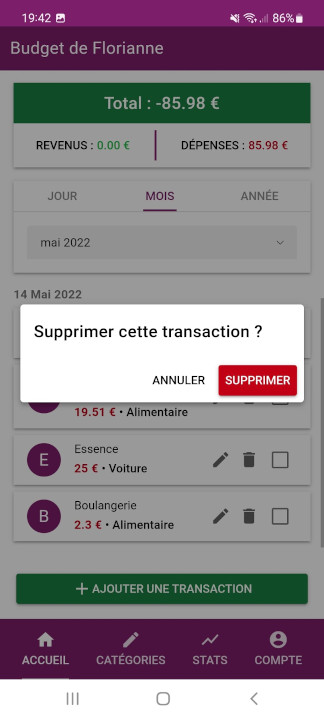 19:42 86%
Budget de Florianne
Total : -85.98 €
REVENUS : 0.00 € DÉPENSES : 85.98 €
JOUR MOIS ANNÉE
mai 2022
14 Mai 2022
Supprimer cette transaction ?
ANNULER SUPPRIMER
19.51 € • Alimentaire
E Essence
25 € • Voiture
B Boulangerie
2.3 € • Alimentaire
+ AJOUTER UNE TRANSACTION
ACCUEIL CATÉGORIES STATS COMPTE